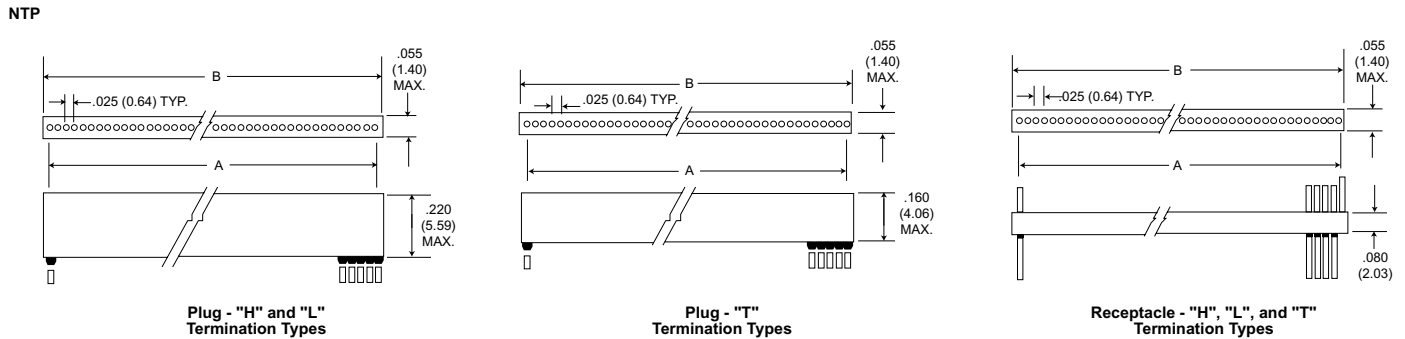 NTP
.055
(1.40)
MAX.
B
.025 (0.64) TYP.
A
.220
(5.59)
MAX.
Plug - "H" and "L"
Termination Types
.055
(1.40)
MAX.
B
.025 (0.64) TYP.
A
.160
(4.06)
MAX.
Plug - "T"
Termination Types
.055
(1.40)
MAX.
B
.025 (0.64) TYP.
A
.080
(2.03)
Receptacle - "H", "L", and "T"
Termination Types